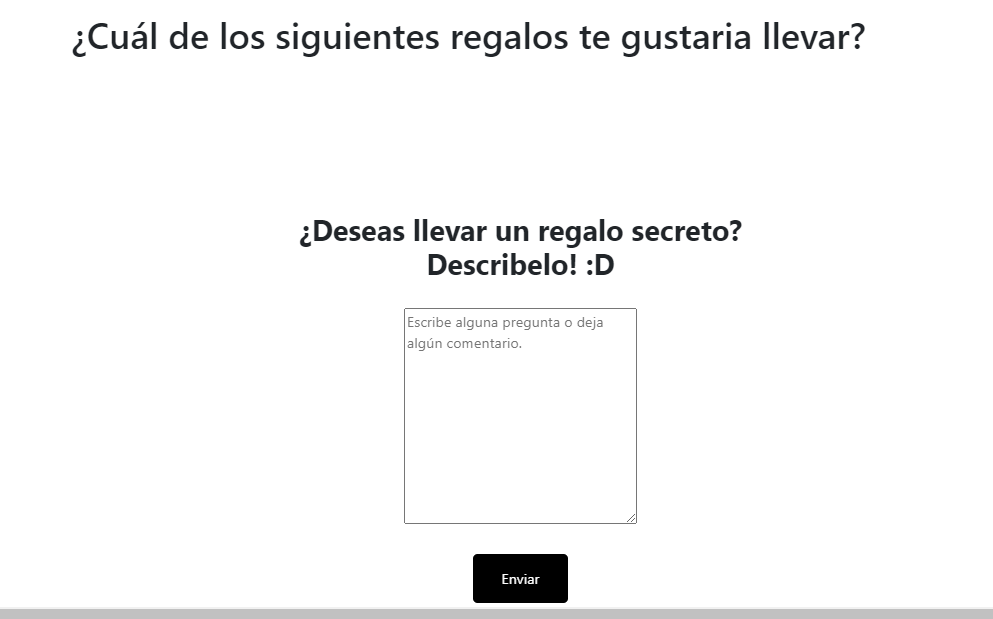 ¿Cuál de los siguientes regalos te gustaria llevar?
¿Deseas llevar un regalo secreto?
Describelo! :D
Escribe alguna pregunta o deja
algún comentario.
Enviar